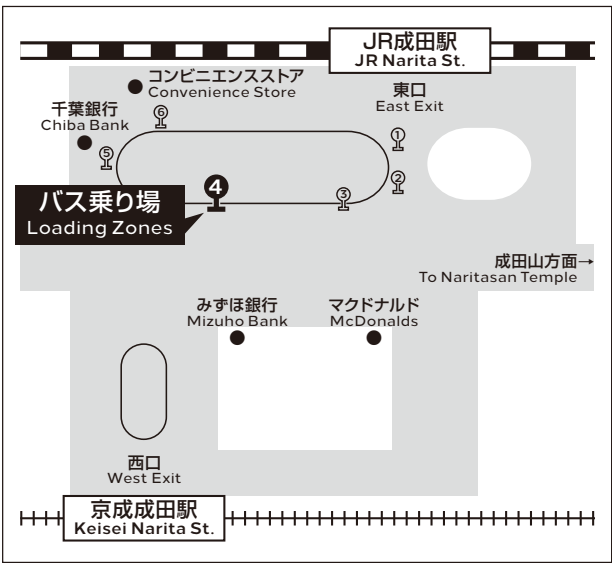 JR成田駅
JR Narita St.
コンビニエンスストア
Convenience Store
東口
East Exit
千葉銀行
Chiba Bank
⑥
①
⑤
②
④
③
バス乗り場
Loading Zones
成田山方面→
To Naritasan Temple
みずほ銀行
Mizuho Bank
マクドナルド
McDonalds
西口
West Exit
京成成田駅
Keisei Narita St.